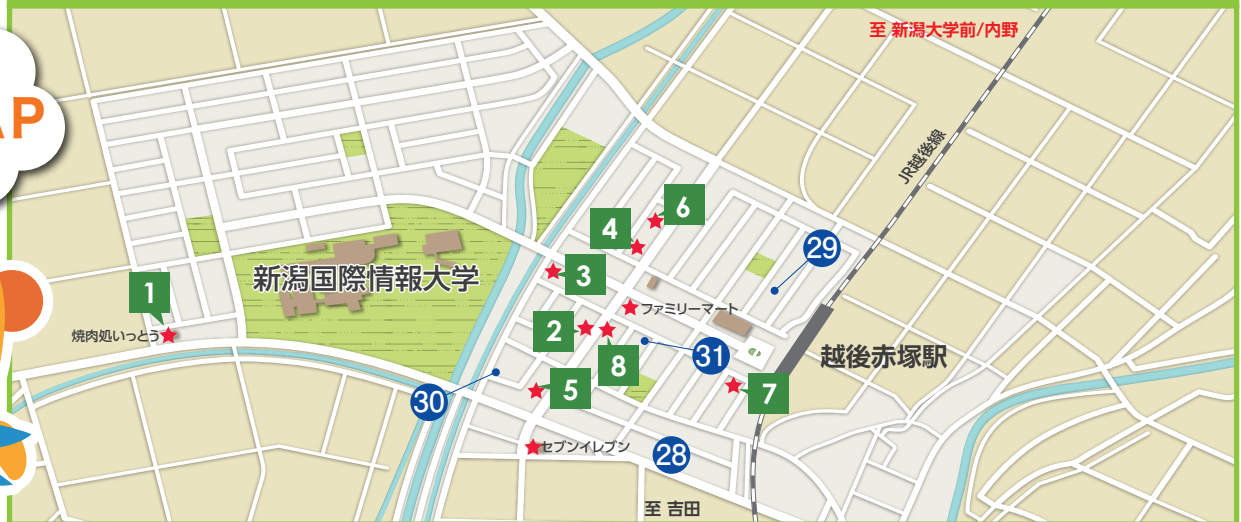 至 新潟大学前/内野
AP
JR越後線
6
4
29
新潟国際情報大学
3
1
ファミリーマート
焼肉処いっとう
2
31
越後赤塚駅
8
7
5
30
セブンイレブン
28
至 吉田